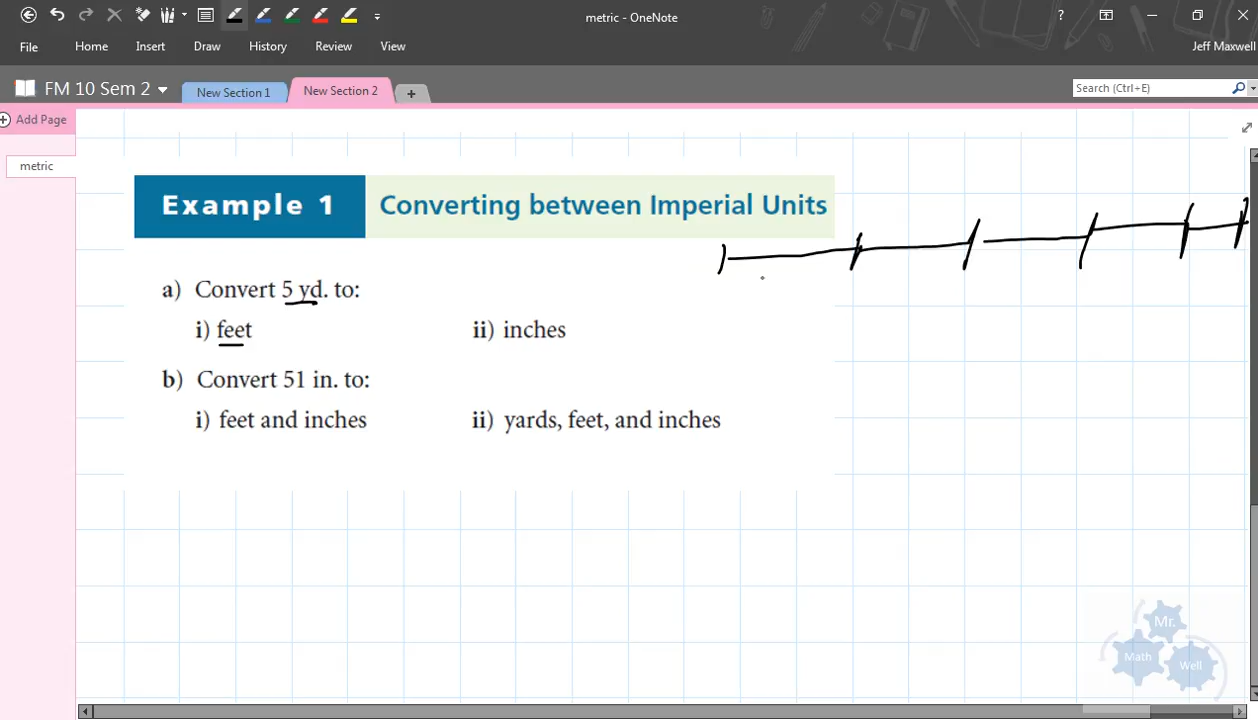 metric - OneNote
?
File
Home
Insert
Draw
History
Review
View
Jeff Maxwell
FM 10 Sem 2
New Section 1
New Section 2
+
Search (Ctrl+E)
Add Page
metric
Example 1 Converting between Imperial Units
a) Convert 5 yd. to:
i) feet ii) inches
b) Convert 51 in. to:
i) feet and inches ii) yards, feet, and inches
Mr.
Math
Well